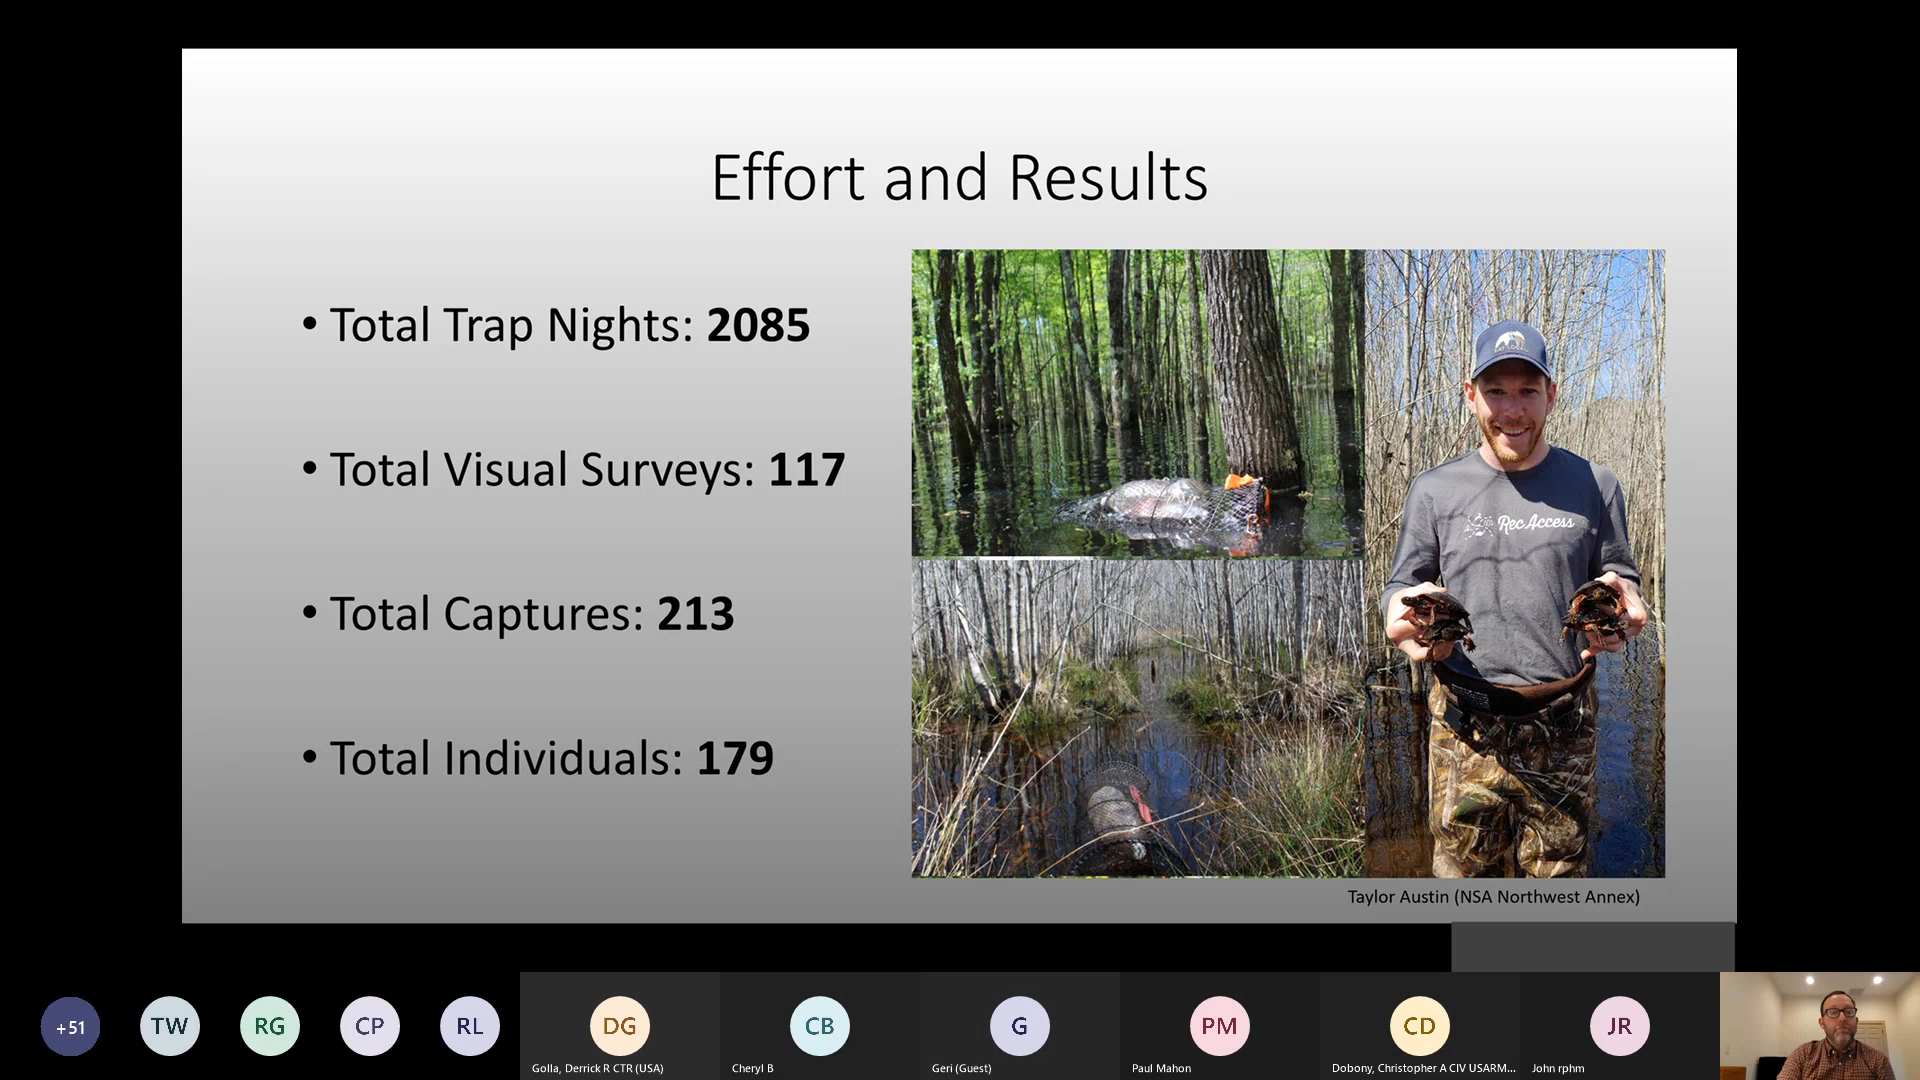 Effort and Results
• Total Trap Nights: 2085
• Total Visual Surveys: 117
• Total Captures: 213
• Total Individuals: 179
RecAccess
Taylor Austin (NSA Northwest Annex)
+51
TW
RG
CP
RL
DG
CB
G
PM
CD
JR
Golla, Derrick R CTR (USA)
Cheryl B
Geri (Guest)
Paul Mahon
Dobony, Christopher A CIV USARM...
John rphm